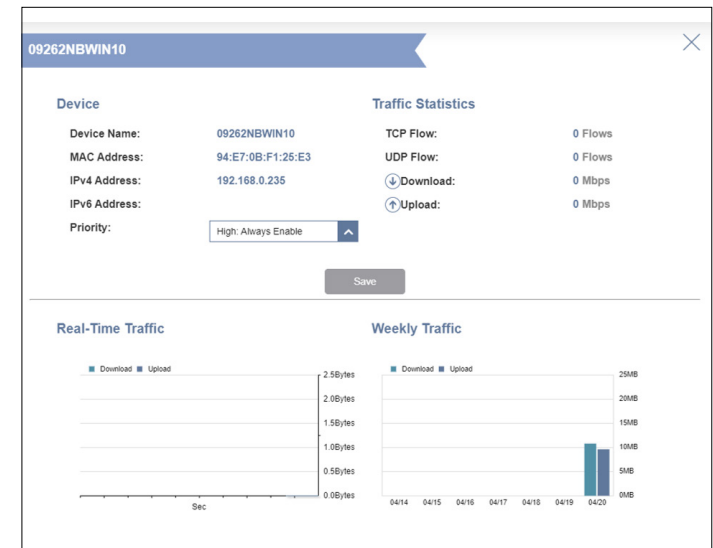 09262NBWIN10
Device
Device Name: 09262NBWIN10
MAC Address: 94:E7:0B:F1:25:E3
IPv4 Address: 192.168.0.235
IPv6 Address:
Priority: High: Always Enable
Traffic Statistics
TCP Flow: 0 Flows
UDP Flow: 0 Flows
Download: 0 Mbps
Upload: 0 Mbps
Save
Real-Time Traffic
Download Upload
2.5Bytes
2.0Bytes
1.5Bytes
1.0Bytes
0.5Bytes
0.0Bytes
Sec
Weekly Traffic
Download Upload
25MB
20MB
15MB
10MB
5MB
0MB
04/14 04/15 04/16 04/17 04/18 04/19 04/20